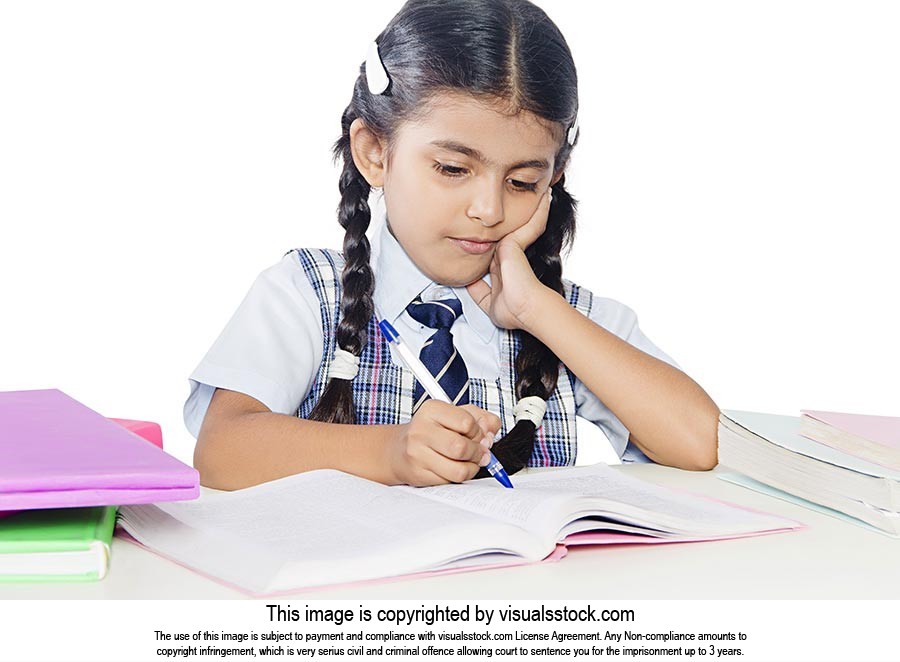 This image is copyrighted by visualsstock.com
The use of this image is subject to payment and compliance with visualsstock.com License Agreement. Any Non-compliance amounts to
copyright infringement, which is very serius civil and criminal offence allowing court to sentence you for the imprisonment up to 3 years.